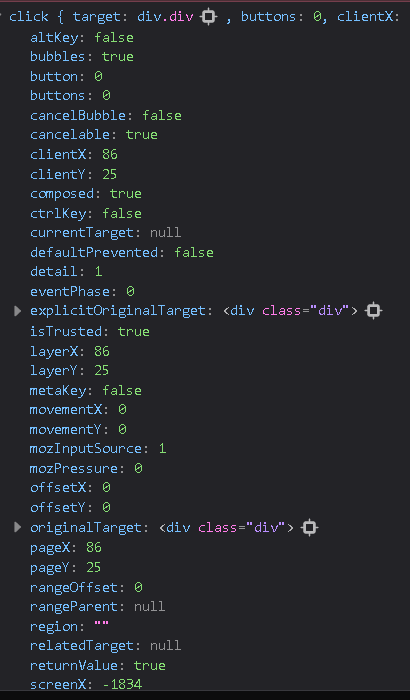 click { target: div.div , buttons: 0, clientX:
altKey: false
bubbles: true
button: 0
buttons: 0
cancelBubble: false
cancelable: true
clientX: 86
clientY: 25
composed: true
ctrlKey: false
currentTarget: null
defaultPrevented: false
detail: 1
eventPhase: 0
explicitOriginalTarget: <div class="div">
isTrusted: true
layerX: 86
layerY: 25
metaKey: false
movementX: 0
movementY: 0
mozInputSource: 1
mozPressure: 0
offsetX: 0
offsetY: 0
originalTarget: <div class="div">
pageX: 86
pageY: 25
rangeOffset: 0
rangeParent: null
region: ""
relatedTarget: null
returnValue: true
screenX: -1834